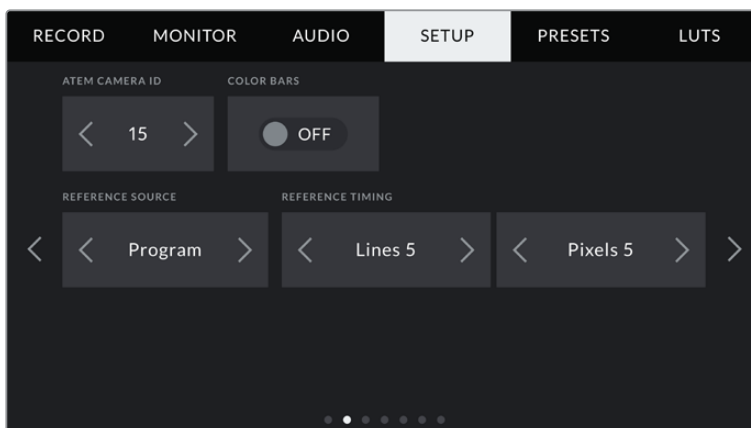 RECORD MONITOR AUDIO SETUP PRESETS LUTS
ATEM CAMERA ID COLOR BARS
15 OFF
REFERENCE SOURCE REFERENCE TIMING
Program Lines 5 Pixels 5